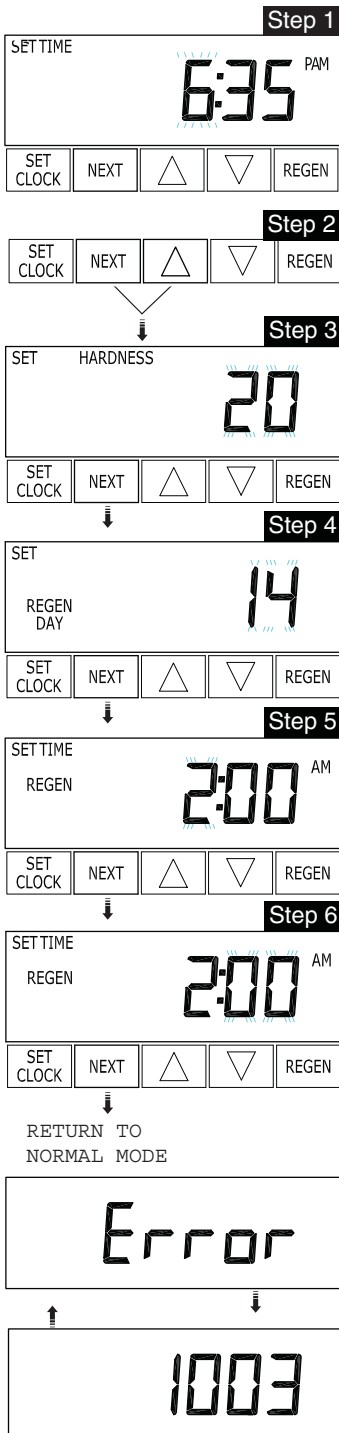 Step 1
SET TIME
6:35 PAM
SET CLOCK NEXT REGEN
Step 2
SET CLOCK NEXT REGEN
Step 3
SET HARDNESS
20
SET CLOCK NEXT REGEN
Step 4
SET
14
REGEN
DAY
SET CLOCK NEXT REGEN
Step 5
SET TIME
REGEN
2:00 AM
SET CLOCK NEXT REGEN
Step 6
SET TIME
REGEN
2:00 AM
SET CLOCK NEXT REGEN
RETURN TO
NORMAL MODE
Error
1003